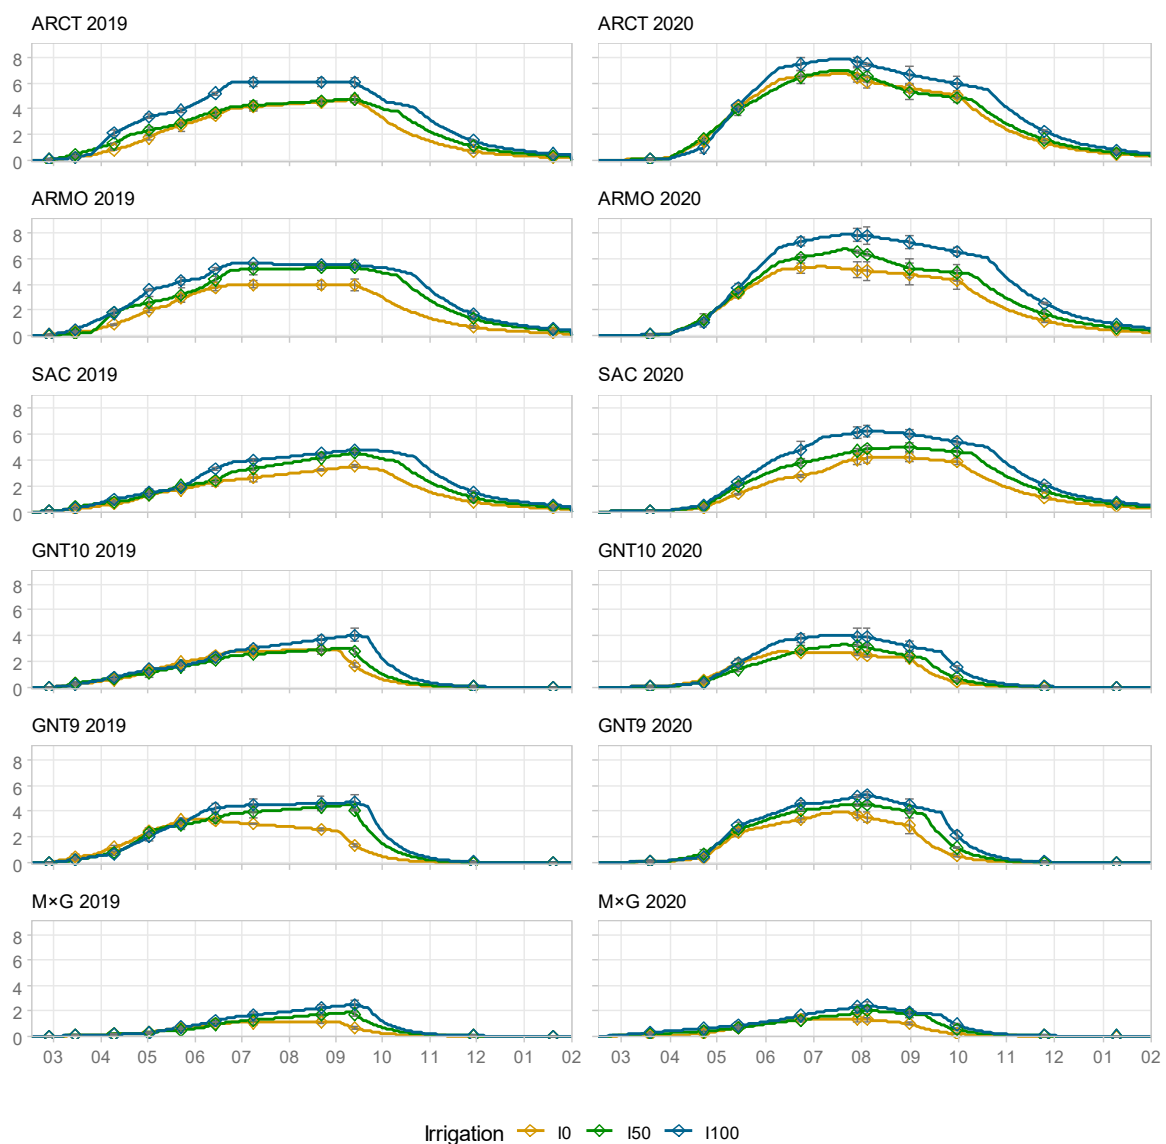 ARCT 2019
ARCT 2020
8
6
4
2
0
ARMO 2019
ARMO 2020
8
6
4
2
0
SAC 2019
SAC 2020
8
6
4
2
0
GNT10 2019
GNT10 2020
8
6
4
2
0
GNT9 2019
GNT9 2020
8
6
4
2
0
M×G 2019
M×G 2020
8
6
4
2
0
03 04 05 06 07 08 09 10 11 12 01 02
03 04 05 06 07 08 09 10 11 12 01 02
Irrigation I0 I50 I100